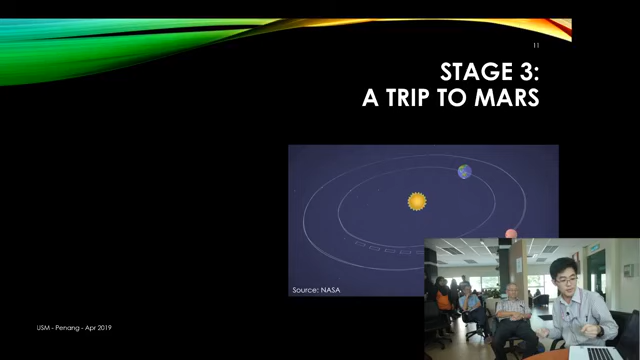 11
STAGE 3:
A TRIP TO MARS
Source: NASA
USM - Penang - Apr 2019